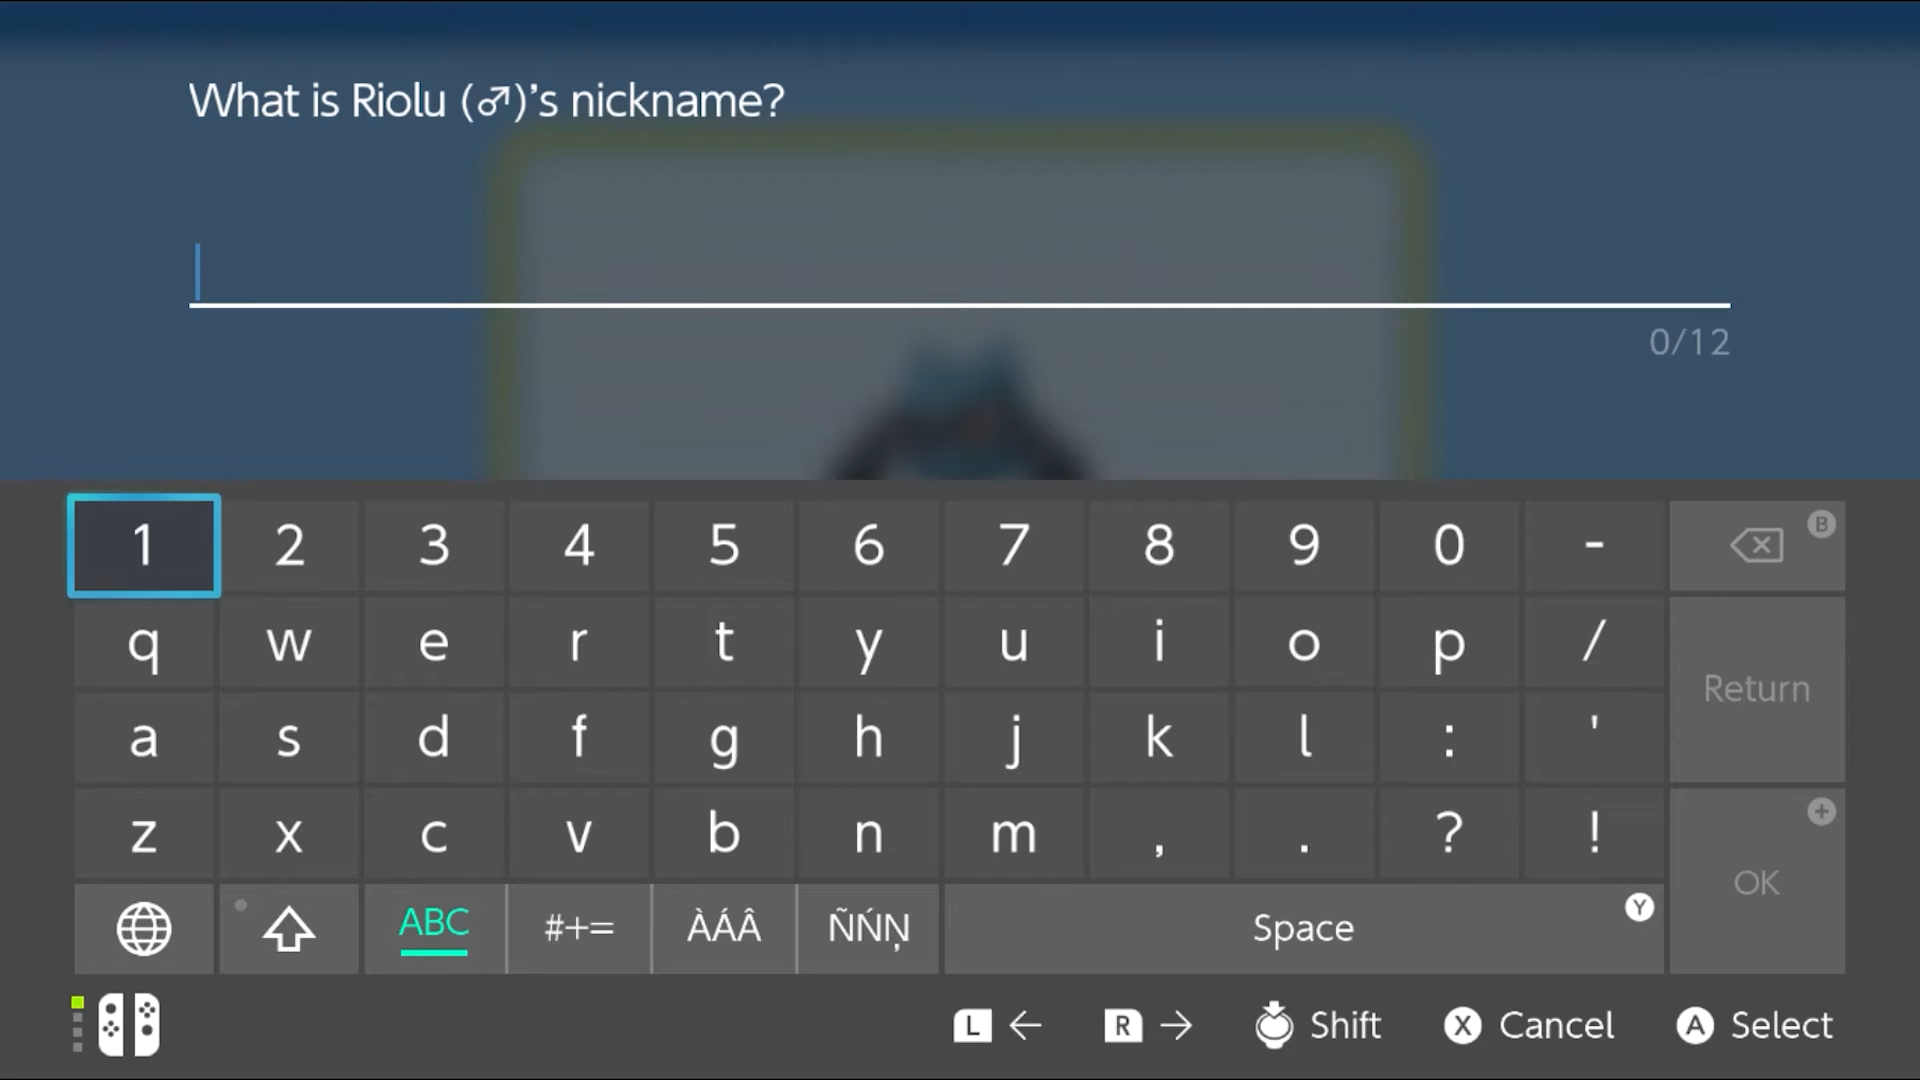 What is Riolu (♂)'s nickname?
0/12
1 2 3 4 5 6 7 8 9 0 - B
q w e r t y u i o p /
Return
a s d f g h j k l : '
z x c v b n m , . ? ! +
OK
ABC #+= ÀÁÂ ÑŃŅ Space Y
L ← R → Shift X Cancel A Select